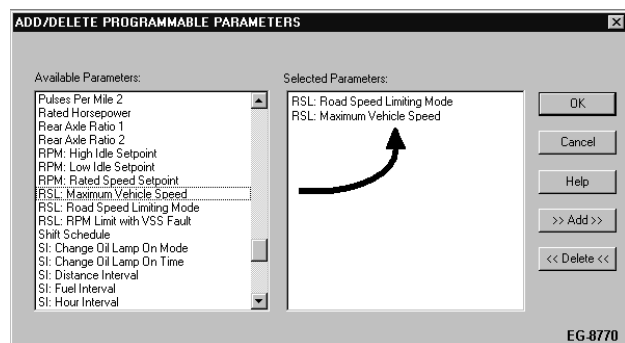 ADD/DELETE PROGRAMMABLE PARAMETERS
Available Parameters:
Pulses Per Mile 2
Rated Horsepower
Rear Axle Ratio 1
Rear Axle Ratio 2
RPM: High Idle Setpoint
RPM: Low Idle Setpoint
RPM: Rated Speed Setpoint
RSL: Maximum Vehicle Speed
RSL: Road Speed Limiting Mode
RSL: RPM Limit with VSS Fault
Shift Schedule
SI: Change Oil Lamp On Mode
SI: Change Oil Lamp On Time
SI: Distance Interval
SI: Fuel Interval
SI: Hour Interval
Selected Parameters:
RSL: Road Speed Limiting Mode
RSL: Maximum Vehicle Speed
OK
Cancel
Help
>> Add >>
<< Delete <<
EG-8770